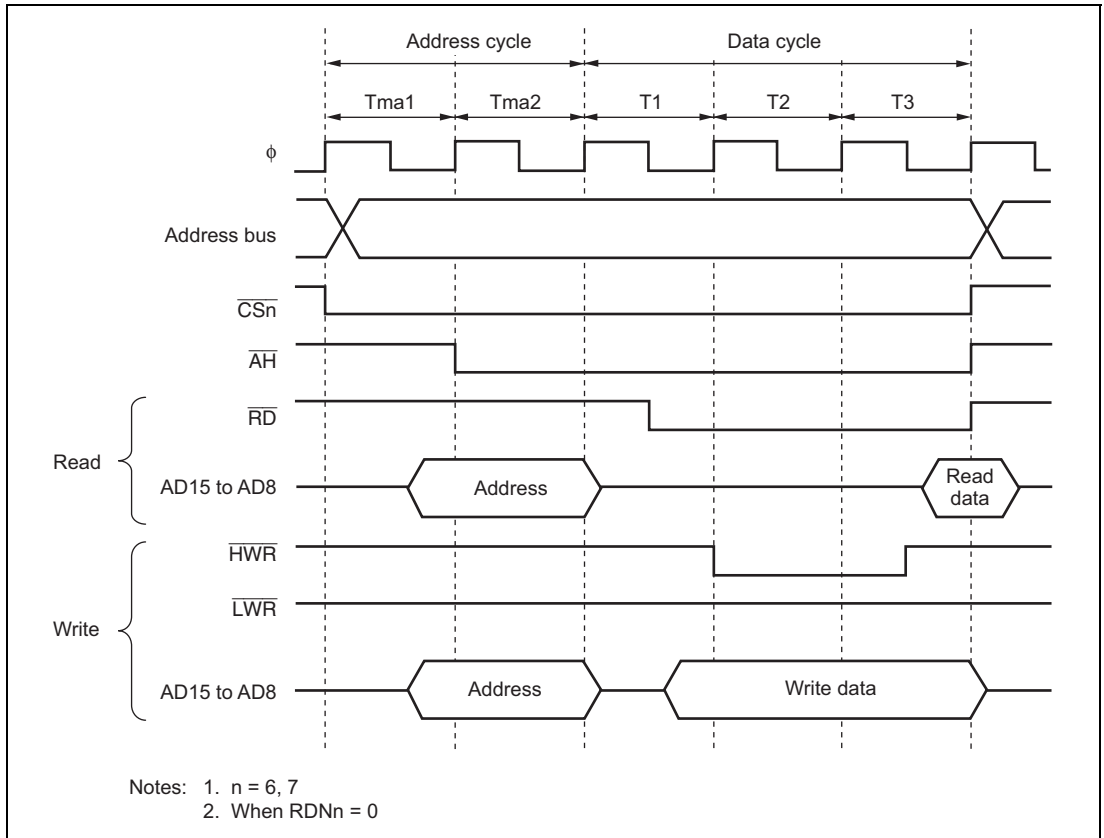 Address cycle Data cycle
Tma1 Tma2 T1 T2 T3
ϕ
Address bus
CSn
AH
RD
Read
AD15 to AD8 Address Read data
HWR
LWR
Write
AD15 to AD8 Address Write data
Notes: 1. n = 6, 7
2. When RDNn = 0